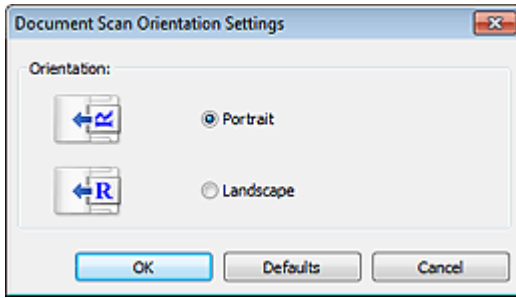 Document Scan Orientation Settings
Orientation:
R
Portrait
R
Landscape
OK Defaults Cancel